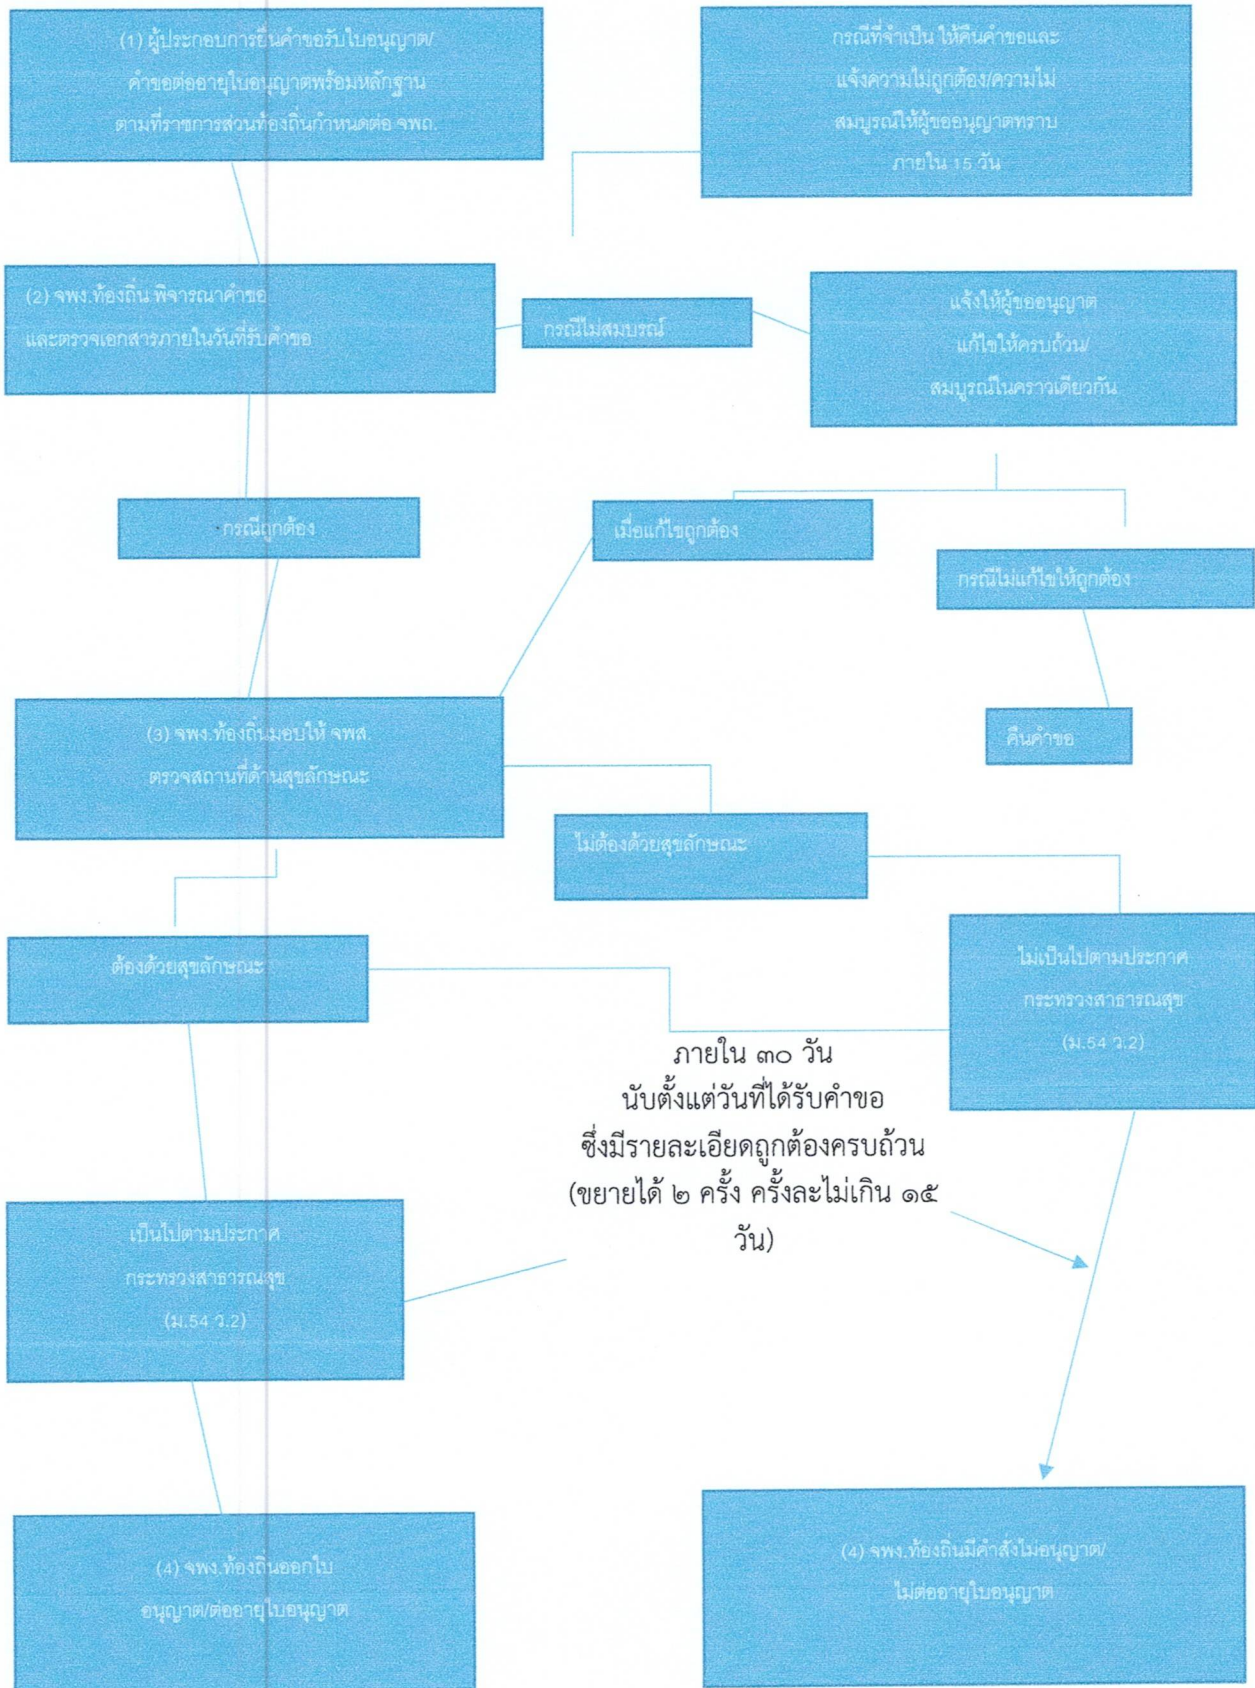 (1) ผู้ประกอบการยื่นคำขอรับใบอนุญาต/
คำขอต่ออายุใบอนุญาตพร้อมหลักฐาน
ตามที่ราชการส่วนท้องถิ่นกำหนดต่อ จพถ.
กรณีที่จำเป็น ให้คืนคำขอและ
แจ้งความไม่ถูกต้อง/ความไม่
สมบูรณ์ให้ผู้ขออนุญาตทราบ
ภายใน 15 วัน
(2) จพง.ท้องถิ่น พิจารณาคำขอ
และตรวจเอกสารภายในวันที่รับคำขอ
กรณีไม่สมบรณ์
แจ้งให้ผู้ขออนุญาต
แก้ไขให้ครบถ้วน/
สมบูรณ์ในคราวเดียวกัน
กรณีถูกต้อง
เมื่อแก้ไขถูกต้อง
กรณีไม่แก้ไขให้ถูกต้อง
(3) จพง.ท้องถิ่นมอบให้ จพส.
ตรวจสถานที่ด้านสุขลักษณะ
คืนคำขอ
ไม่ต้องด้วยสุขลักษณะ
ต้องด้วยสุขลักษณะ
ไม่เป็นไปตามประกาศ
กระทรวงสาธารณสุข
(ม.54 ว.2)
ภายใน ๓๐ วัน
นับตั้งแต่วันที่ได้รับคำขอ
ซึ่งมีรายละเอียดถูกต้องครบถ้วน
(ขยายได้ ๒ ครั้ง ครั้งละไม่เกิน ๑๕
วัน)
เป็นไปตามประกาศ
กระทรวงสาธารณสุข
(ม.54 ว.2)
(4) จพง.ท้องถิ่นออกใบ
อนุญาต/ต่ออายุใบอนุญาต
(4) จพง.ท้องถิ่นมีคำสั่งไม่อนุญาต/
ไม่ต่ออายุใบอนุญาต